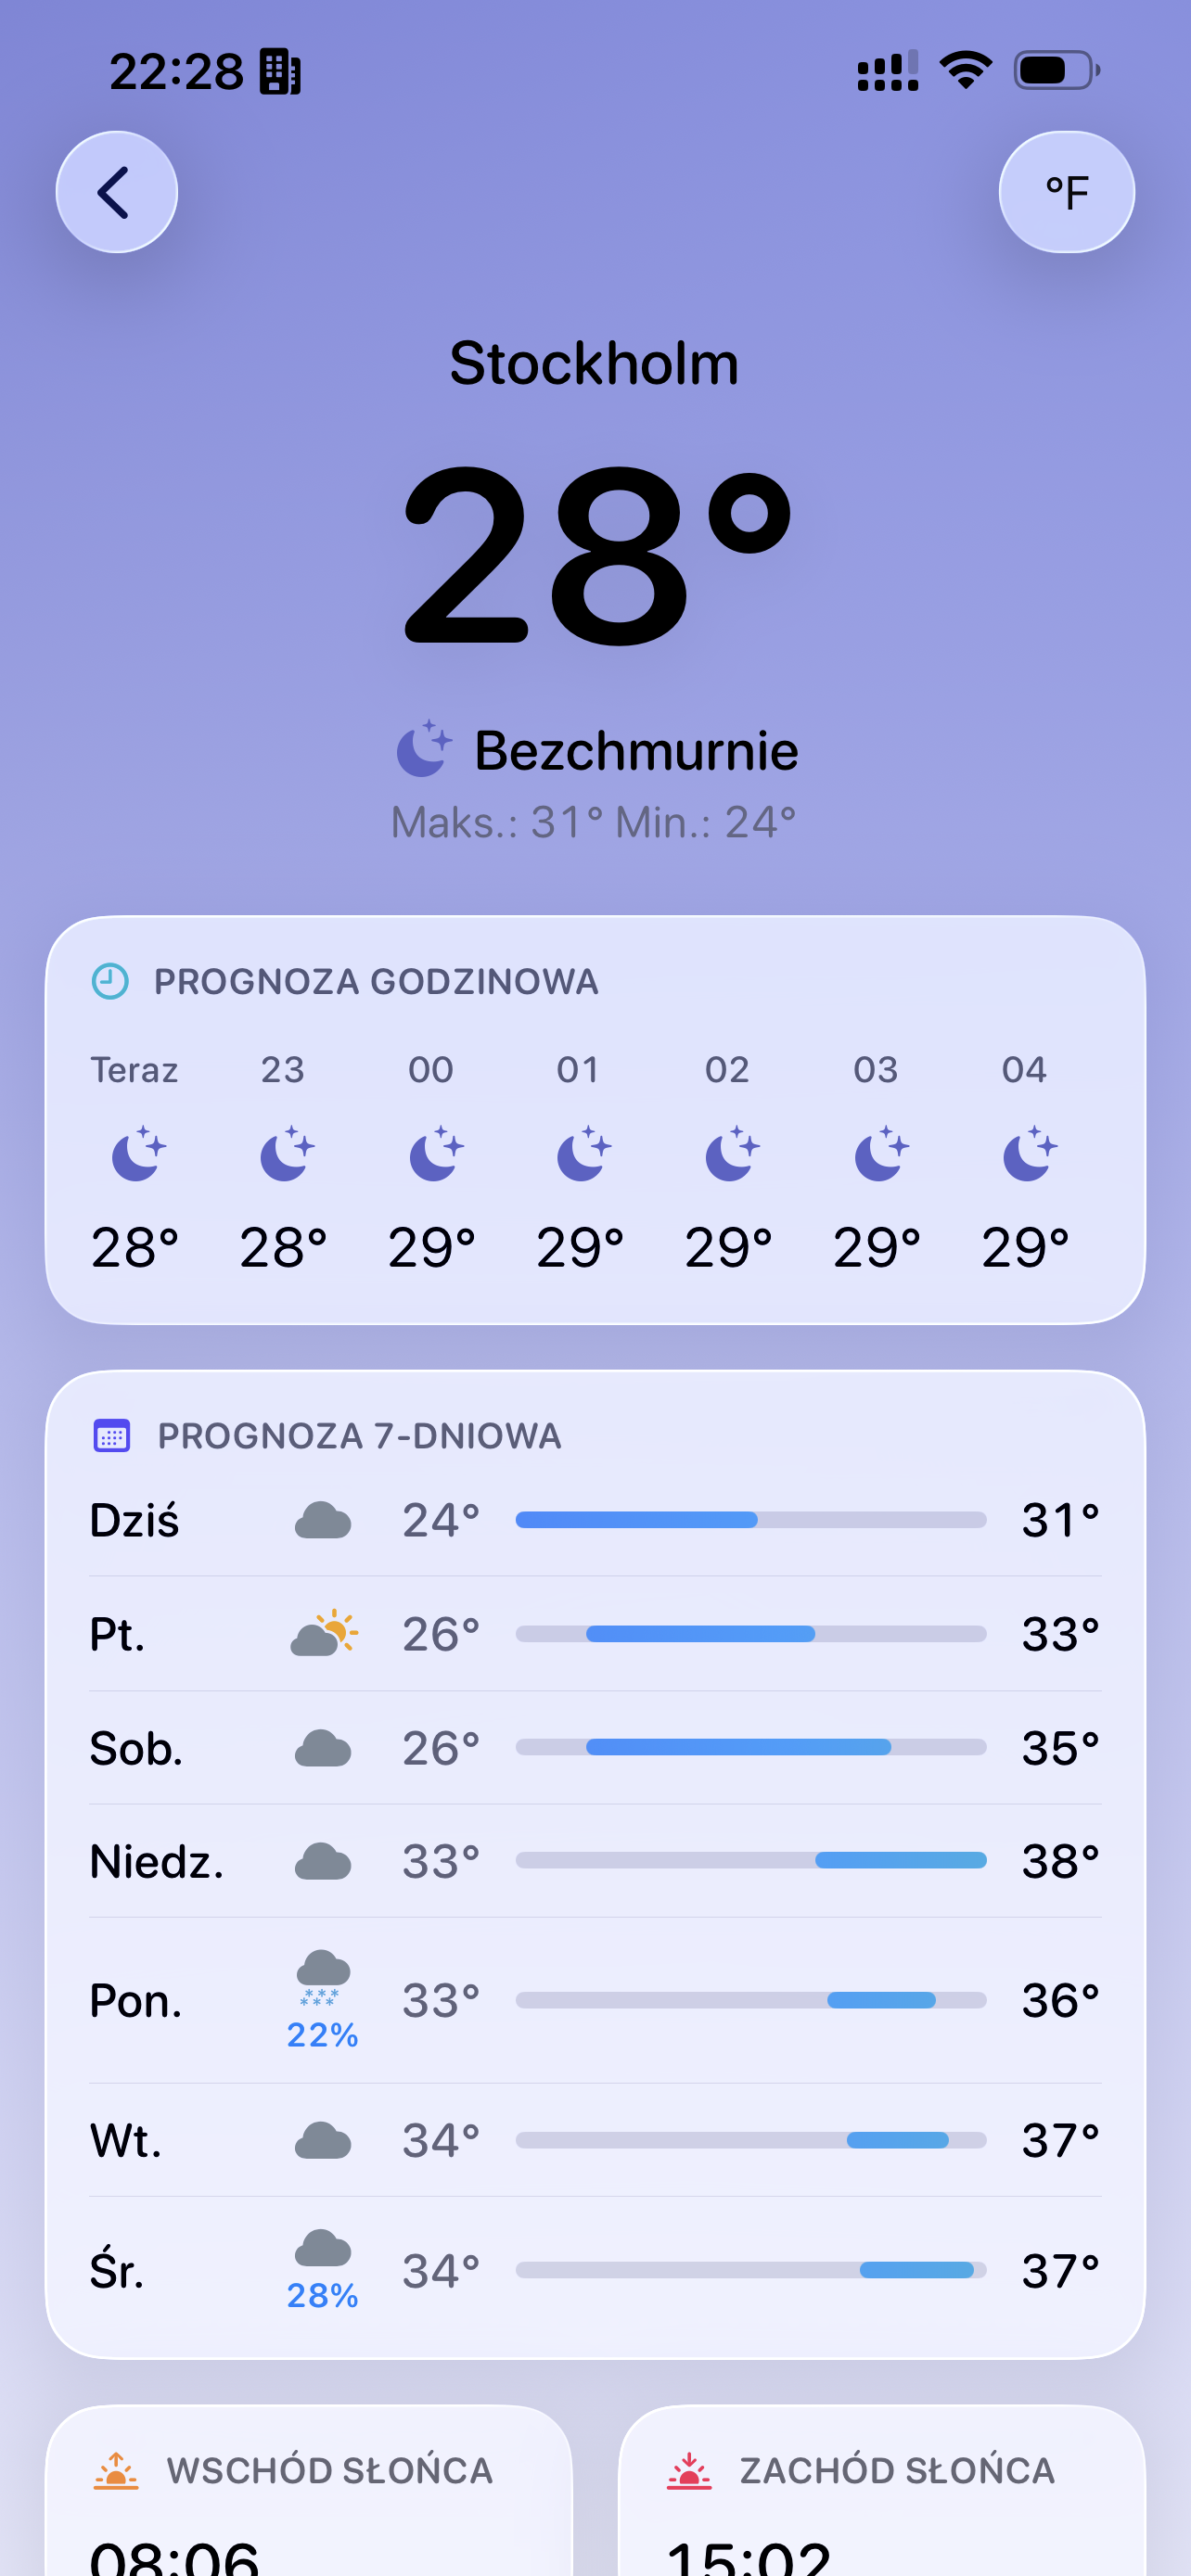 22:28
°F
Stockholm
28°
Bezchmurnie
Maks.: 31° Min.: 24°
PROGNOZA GODZINOWA
Teraz 23 00 01 02 03 04
28° 28° 29° 29° 29° 29° 29°
PROGNOZA 7-DNIOWA
Dziś 24° 31°
Pt. 26° 33°
Sob. 26° 35°
Niedz. 33° 38°
Pon. 22% 33° 36°
Wt. 34° 37°
Śr. 28% 34° 37°
WSCHÓD SŁOŃCA
08:06
ZACHÓD SŁOŃCA
15:02